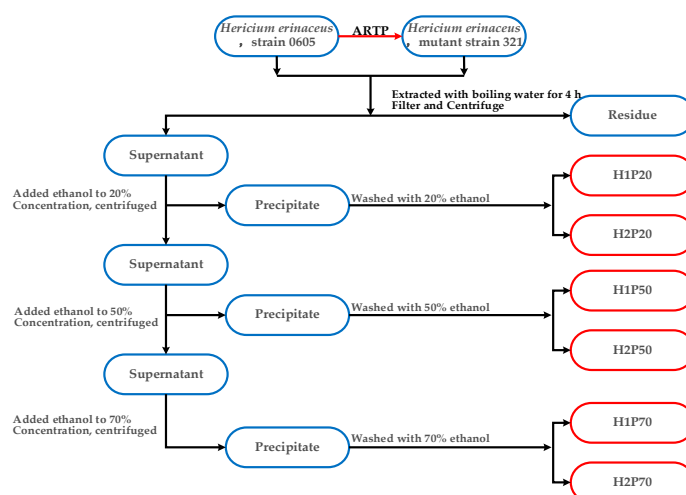 Hericium erinaceus
, strain 0605
ARTP
Hericium erinaceus
, mutant strain 321
Extracted with boiling water for 4 h
Filter and Centrifuge
Residue
Supernatant
Added ethanol to 20%
Concentration, centrifuged
Precipitate
Washed with 20% ethanol
H1P20
H2P20
Supernatant
Added ethanol to 50%
Concentration, centrifuged
Precipitate
Washed with 50% ethanol
H1P50
H2P50
Supernatant
Added ethanol to 70%
Concentration, centrifuged
Precipitate
Washed with 70% ethanol
H1P70
H2P70